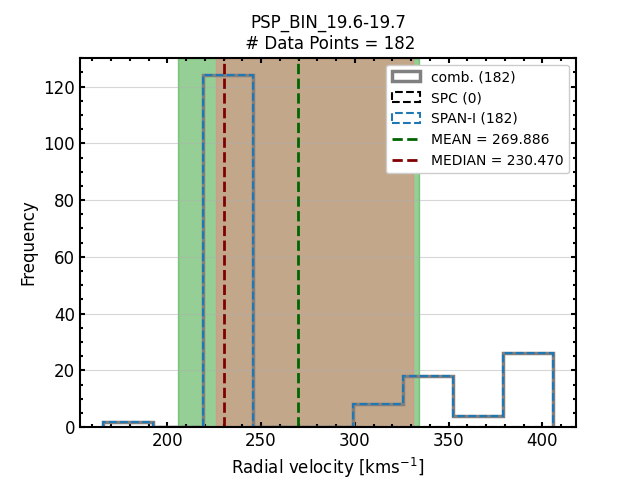 PSP_BIN_19.6-19.7
# Data Points = 182
comb. (182)
SPC (0)
SPAN-I (182)
MEAN = 269.886
MEDIAN = 230.470
Frequency
120
100
80
60
40
20
0
200 250 300 350 400
Radial velocity [kms⁻¹]